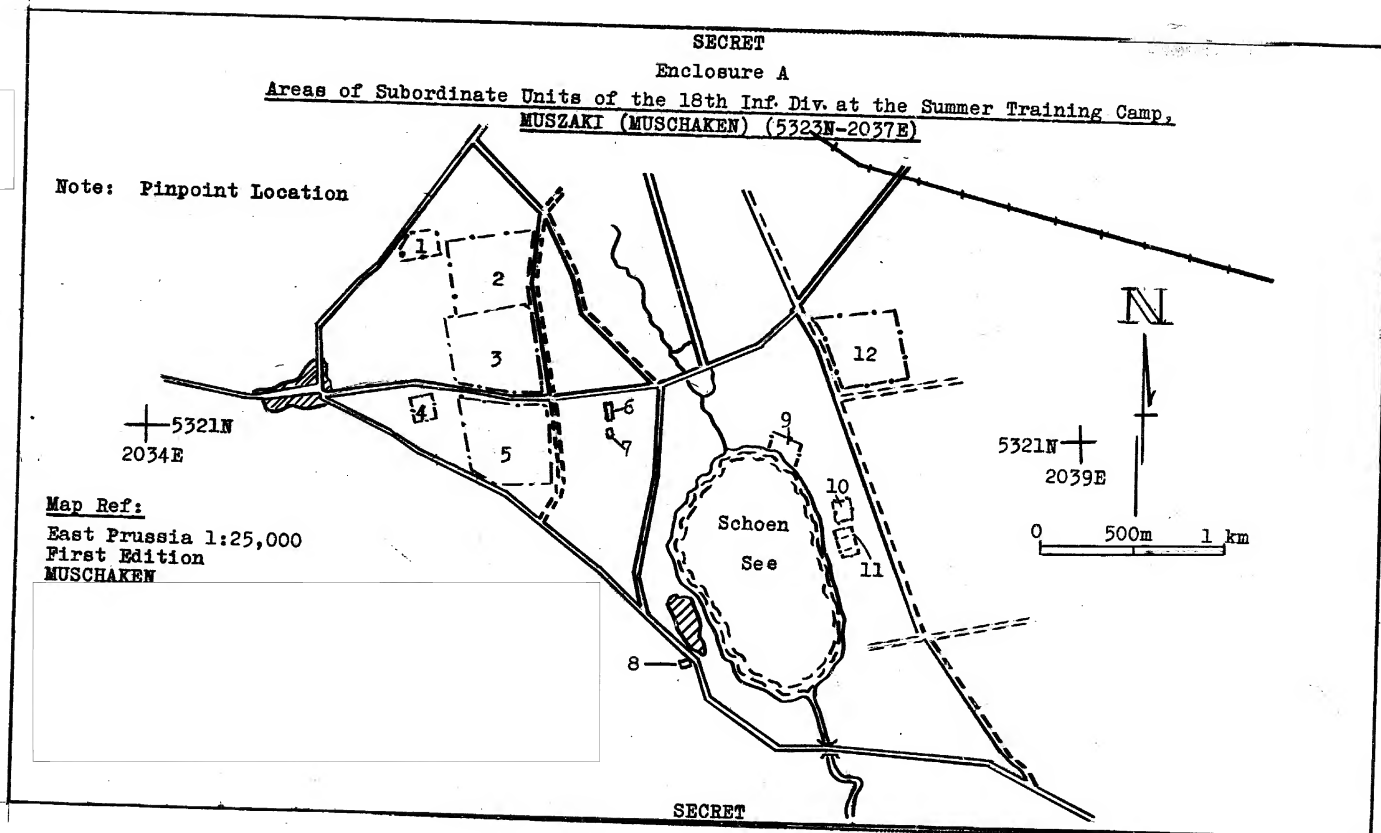 SECRET
Enclosure A
Areas of Subordinate Units of the 18th Inf. Div. at the Summer Training Camp,
MUSZAKI (MUSCHAKEN) (5323N-2037E)
Note: Pinpoint Location
1
2
N
3
12
4
6
7
9
5321N
2034E
5
5321N
2039E
10
Map Ref:
East Prussia 1:25,000
First Edition
MUSCHAKEN
Schoen
See
11
0 500m 1 km
8
SECRET